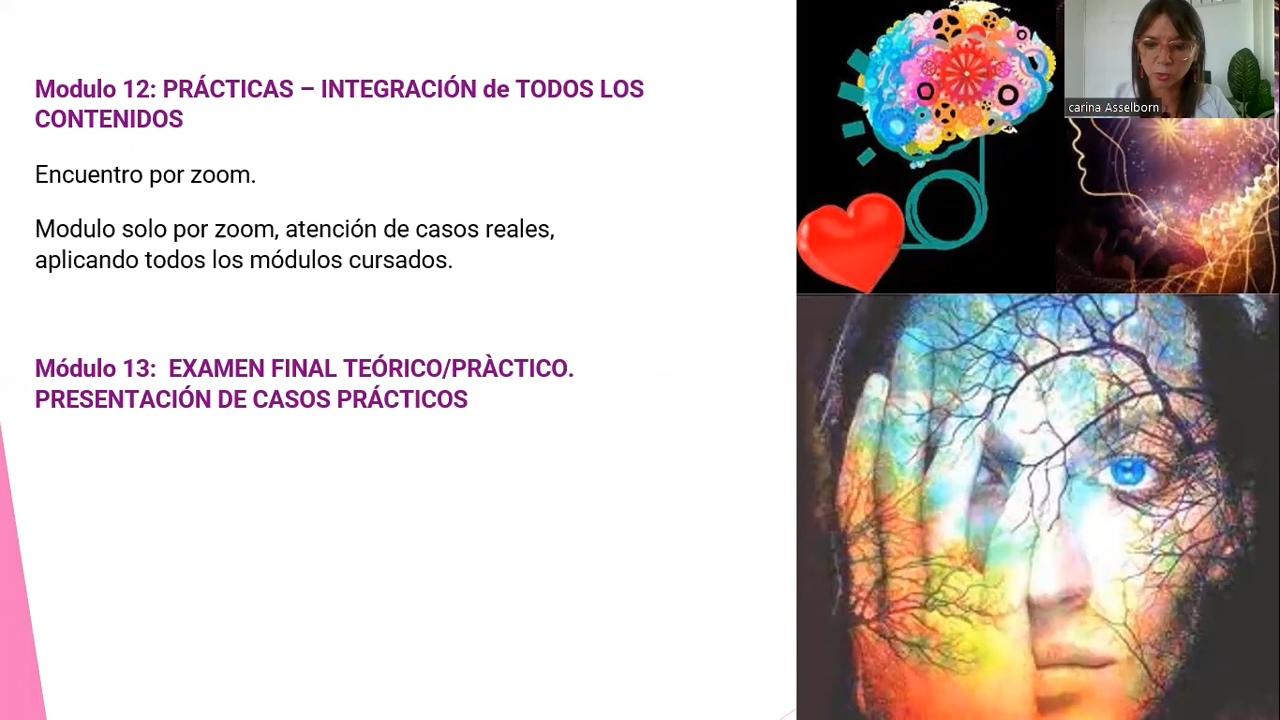 Modulo 12: PRÁCTICAS – INTEGRACIÓN de TODOS LOS
CONTENIDOS
Encuentro por zoom.
Modulo solo por zoom, atención de casos reales,
aplicando todos los módulos cursados.
Módulo 13:  EXAMEN FINAL TEÓRICO/PRÀCTICO.
PRESENTACIÓN DE CASOS PRÁCTICOS
carina Asselborn